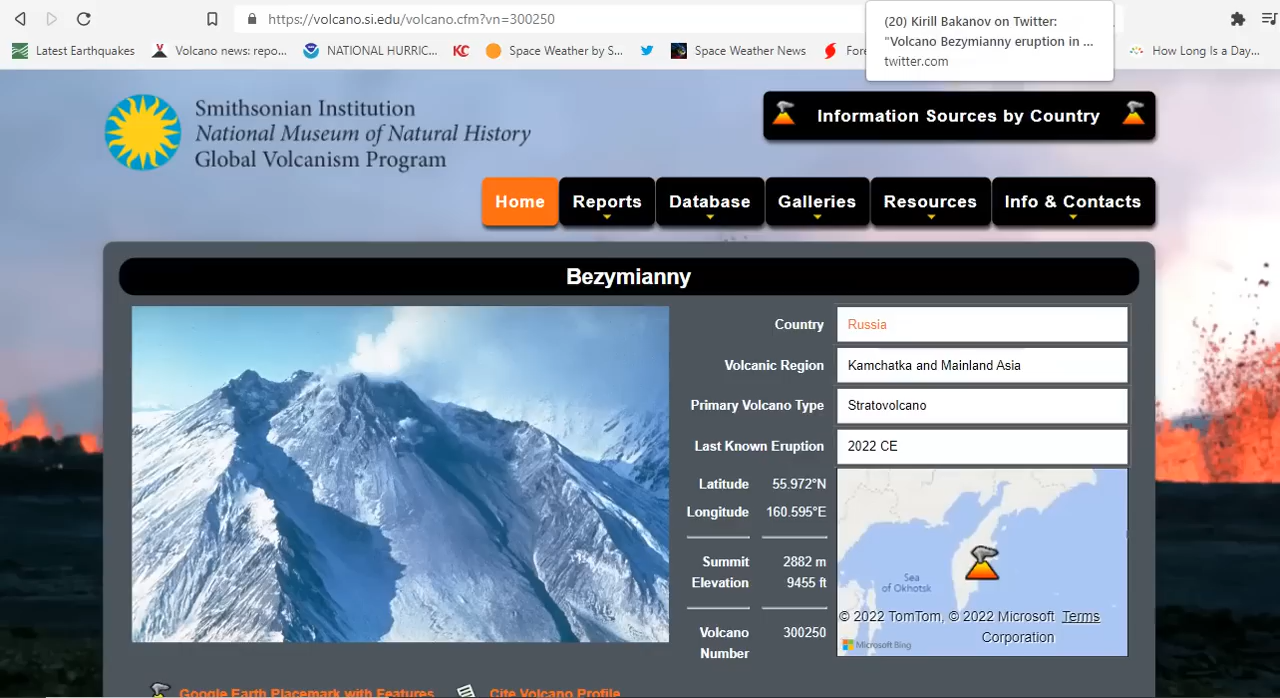 https://volcano.si.edu/volcano.cfm?vn=300250
(20) Kirill Bakanov on Twitter:
"Volcano Bezymianny eruption in ...
twitter.com
Latest Earthquakes
Volcano news: repo...
NATIONAL HURRIC...
KC
Space Weather by S...
Space Weather News
Fore
How Long Is a Day...
Smithsonian Institution
National Museum of Natural History
Global Volcanism Program
Information Sources by Country
Home
Reports
Database
Galleries
Resources
Info & Contacts
Bezymianny
Country Russia
Volcanic Region Kamchatka and Mainland Asia
Primary Volcano Type Stratovolcano
Last Known Eruption 2022 CE
Latitude 55.972°N
Longitude 160.595°E
Summit 2882 m
Elevation 9455 ft
Volcano 300250
Number
Sea
of Okhotsk
© 2022 TomTom, © 2022 Microsoft Terms
Corporation
Microsoft Bing
Google Earth Placemark with Features
Cite Volcano Profile